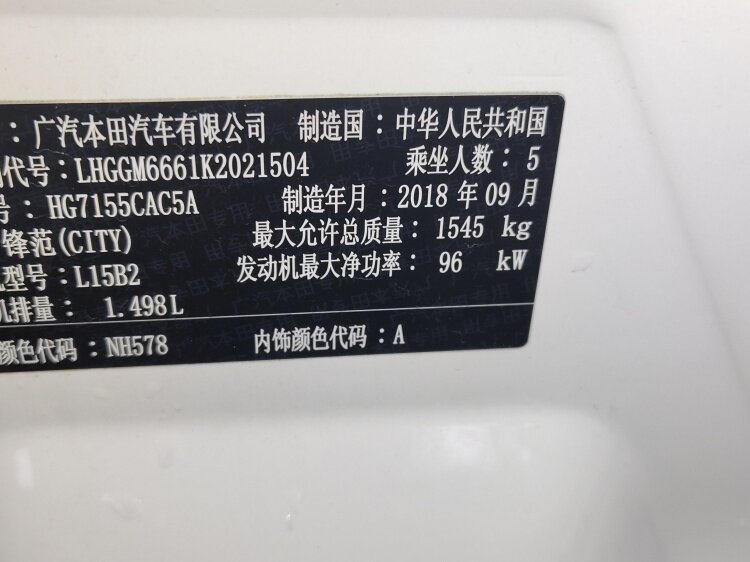 ：广汽本田汽车有限公司 制造国：中华人民共和国
代号：LHGGM6661K2021504 乘坐人数：5
号：HG7155CAC5A 制造年月：2018 年 09 月
锋范(CITY) 最大允许总质量：1545 kg
型号：L15B2 发动机最大净功率：96 kW
机排量：1.498L
颜色代码：NH578 内饰颜色代码：A